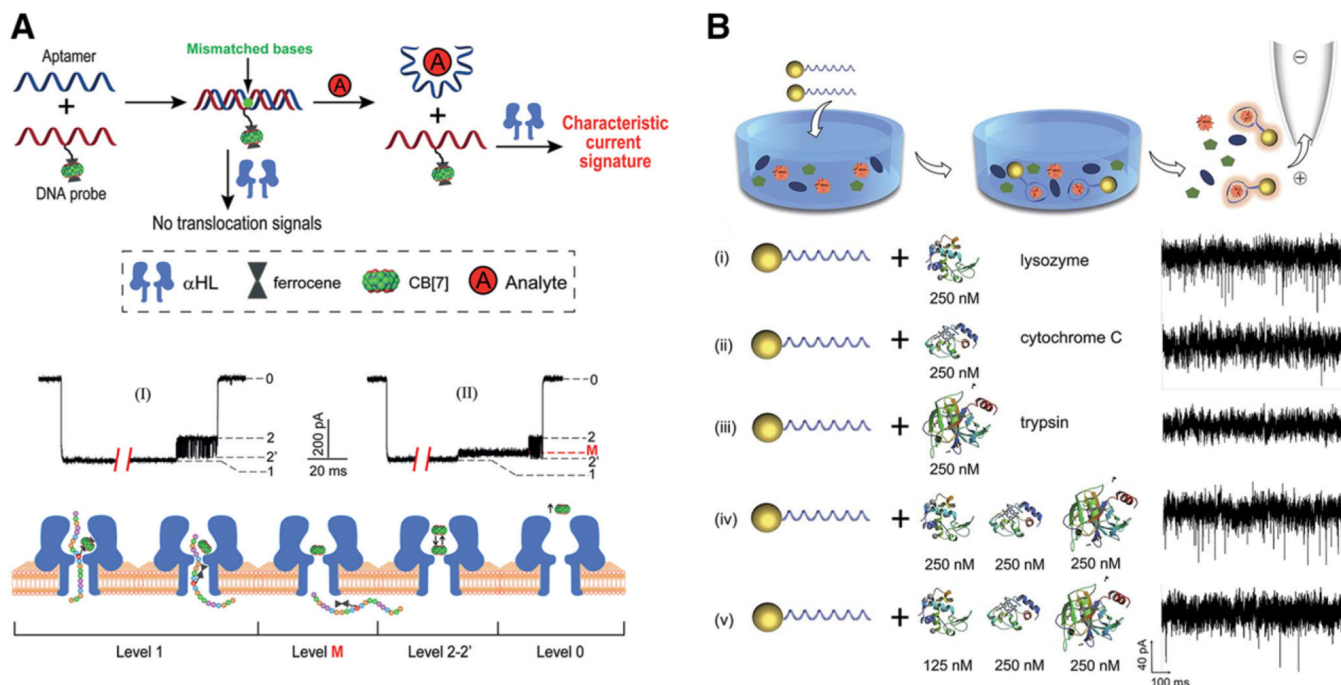 A
Aptamer
+
DNA probe
Mismatched bases
A
A
+
Characteristic
current
signature
No translocation signals
αHL
ferrocene
CB[7]
A
Analyte
(I)
0
2
2'
1
200 pA
20 ms
(II)
0
2
M
2'
1
Level 1
Level M
Level 2-2'
Level 0
B
−
+
(i)
+
lysozyme
250 nM
(ii)
+
cytochrome C
250 nM
(iii)
+
trypsin
250 nM
(iv)
+
250 nM
250 nM
250 nM
(v)
+
125 nM
250 nM
250 nM
40 pA
100 ms